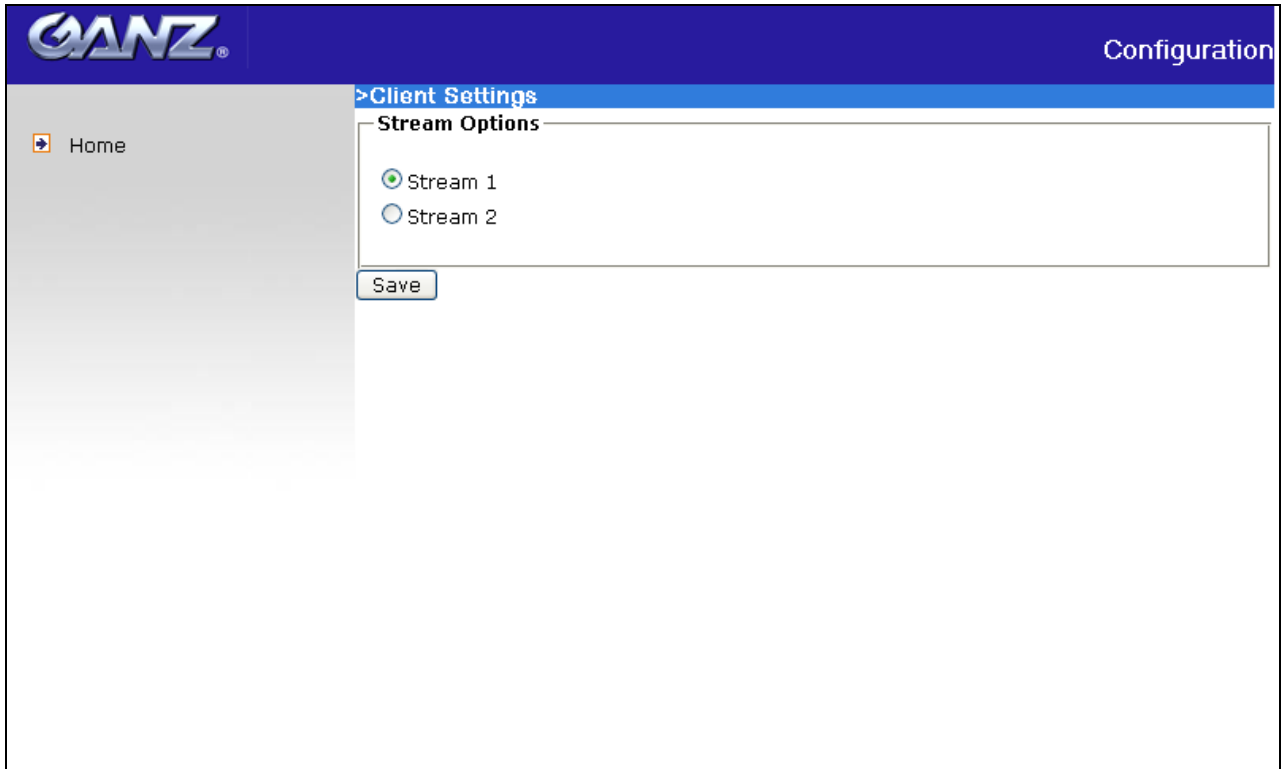 GANZ®
Configuration
>Client Settings
Stream Options
Home
Stream 1
Stream 2
Save